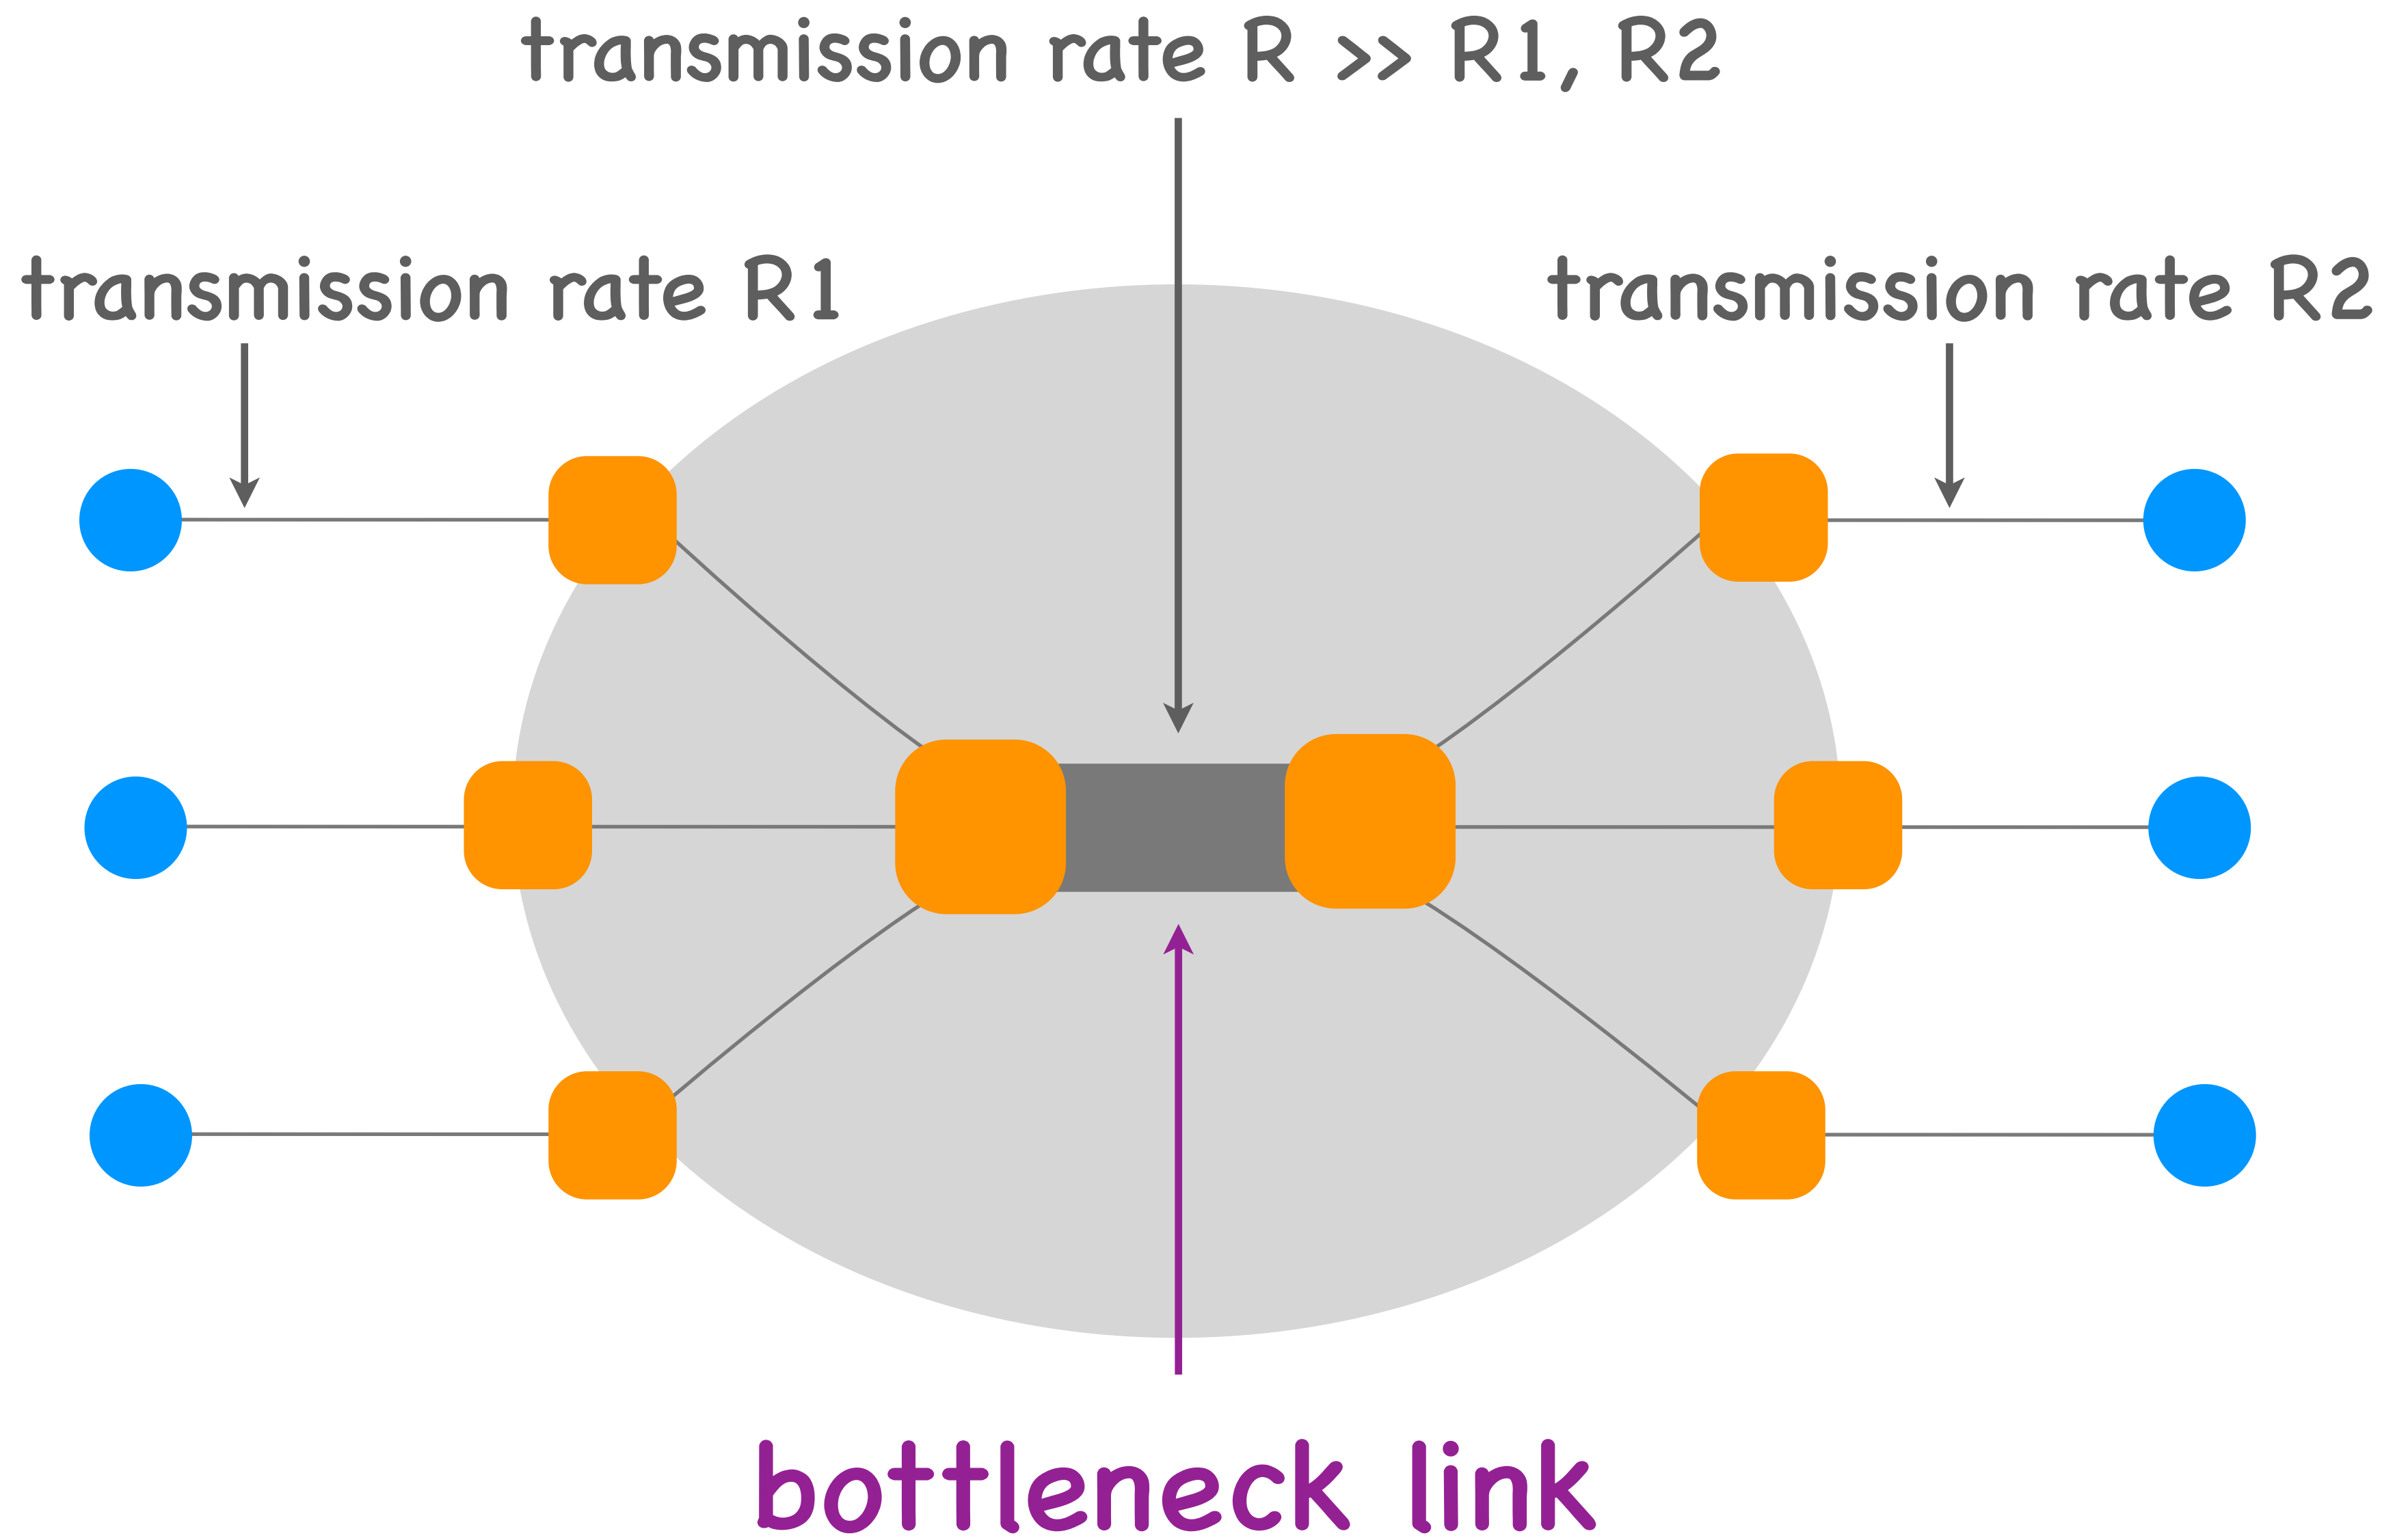 transmission rate R >> R1, R2
transmission rate R1
transmission rate R2
bottleneck link